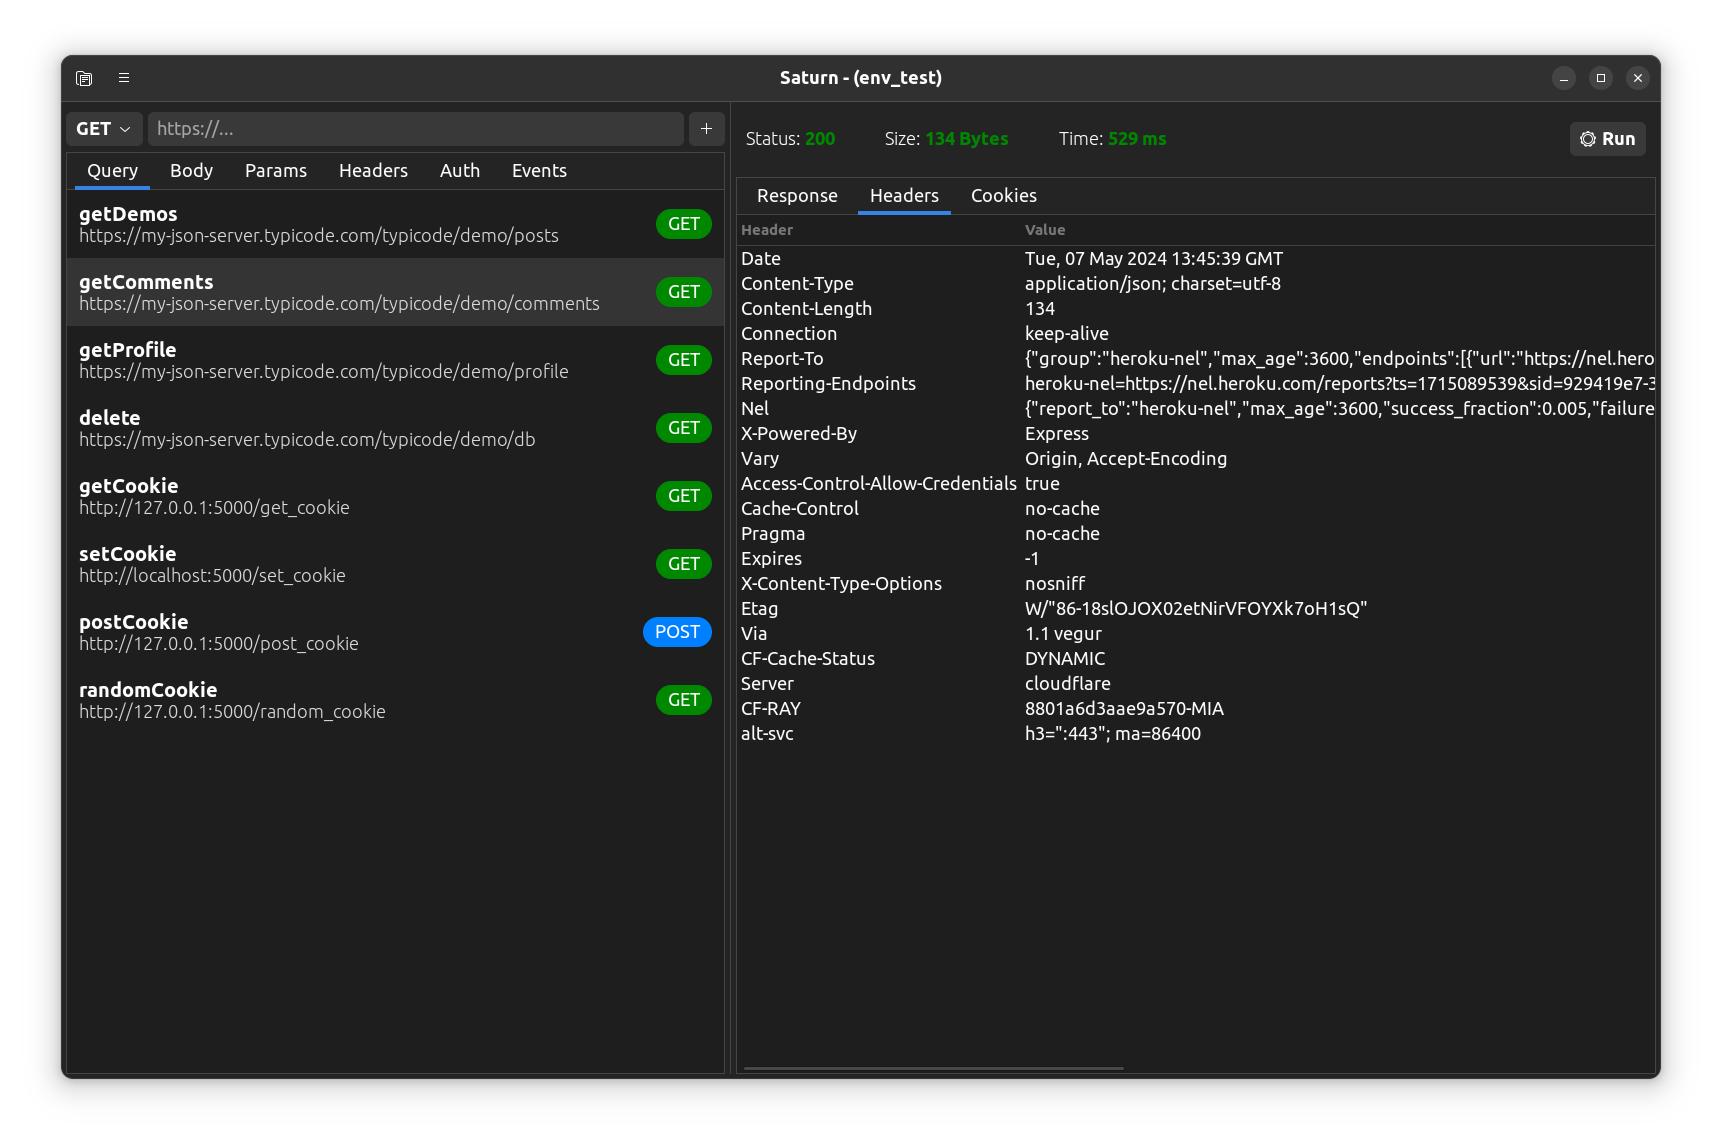 Saturn - (env_test)
GET
https://...
+
Query Body Params Headers Auth Events
getDemos
https://my-json-server.typicode.com/typicode/demo/posts
GET
getComments
https://my-json-server.typicode.com/typicode/demo/comments
GET
getProfile
https://my-json-server.typicode.com/typicode/demo/profile
GET
delete
https://my-json-server.typicode.com/typicode/demo/db
GET
getCookie
http://127.0.0.1:5000/get_cookie
GET
setCookie
http://localhost:5000/set_cookie
GET
postCookie
http://127.0.0.1:5000/post_cookie
POST
randomCookie
http://127.0.0.1:5000/random_cookie
GET
Status: 200 Size: 134 Bytes Time: 529 ms
Run
Response Headers Cookies
Header Value
Date Tue, 07 May 2024 13:45:39 GMT
Content-Type application/json; charset=utf-8
Content-Length 134
Connection keep-alive
Report-To {"group":"heroku-nel","max_age":3600,"endpoints":[{"url":"https://nel.hero
Reporting-Endpoints heroku-nel=https://nel.heroku.com/reports?ts=1715089539&sid=929419e7-3
Nel {"report_to":"heroku-nel","max_age":3600,"success_fraction":0.005,"failure
X-Powered-By Express
Vary Origin, Accept-Encoding
Access-Control-Allow-Credentials true
Cache-Control no-cache
Pragma no-cache
Expires -1
X-Content-Type-Options nosniff
Etag W/"86-18slOJOX02etNirVFOYXk7oH1sQ"
Via 1.1 vegur
CF-Cache-Status DYNAMIC
Server cloudflare
CF-RAY 8801a6d3aae9a570-MIA
alt-svc h3=":443"; ma=86400